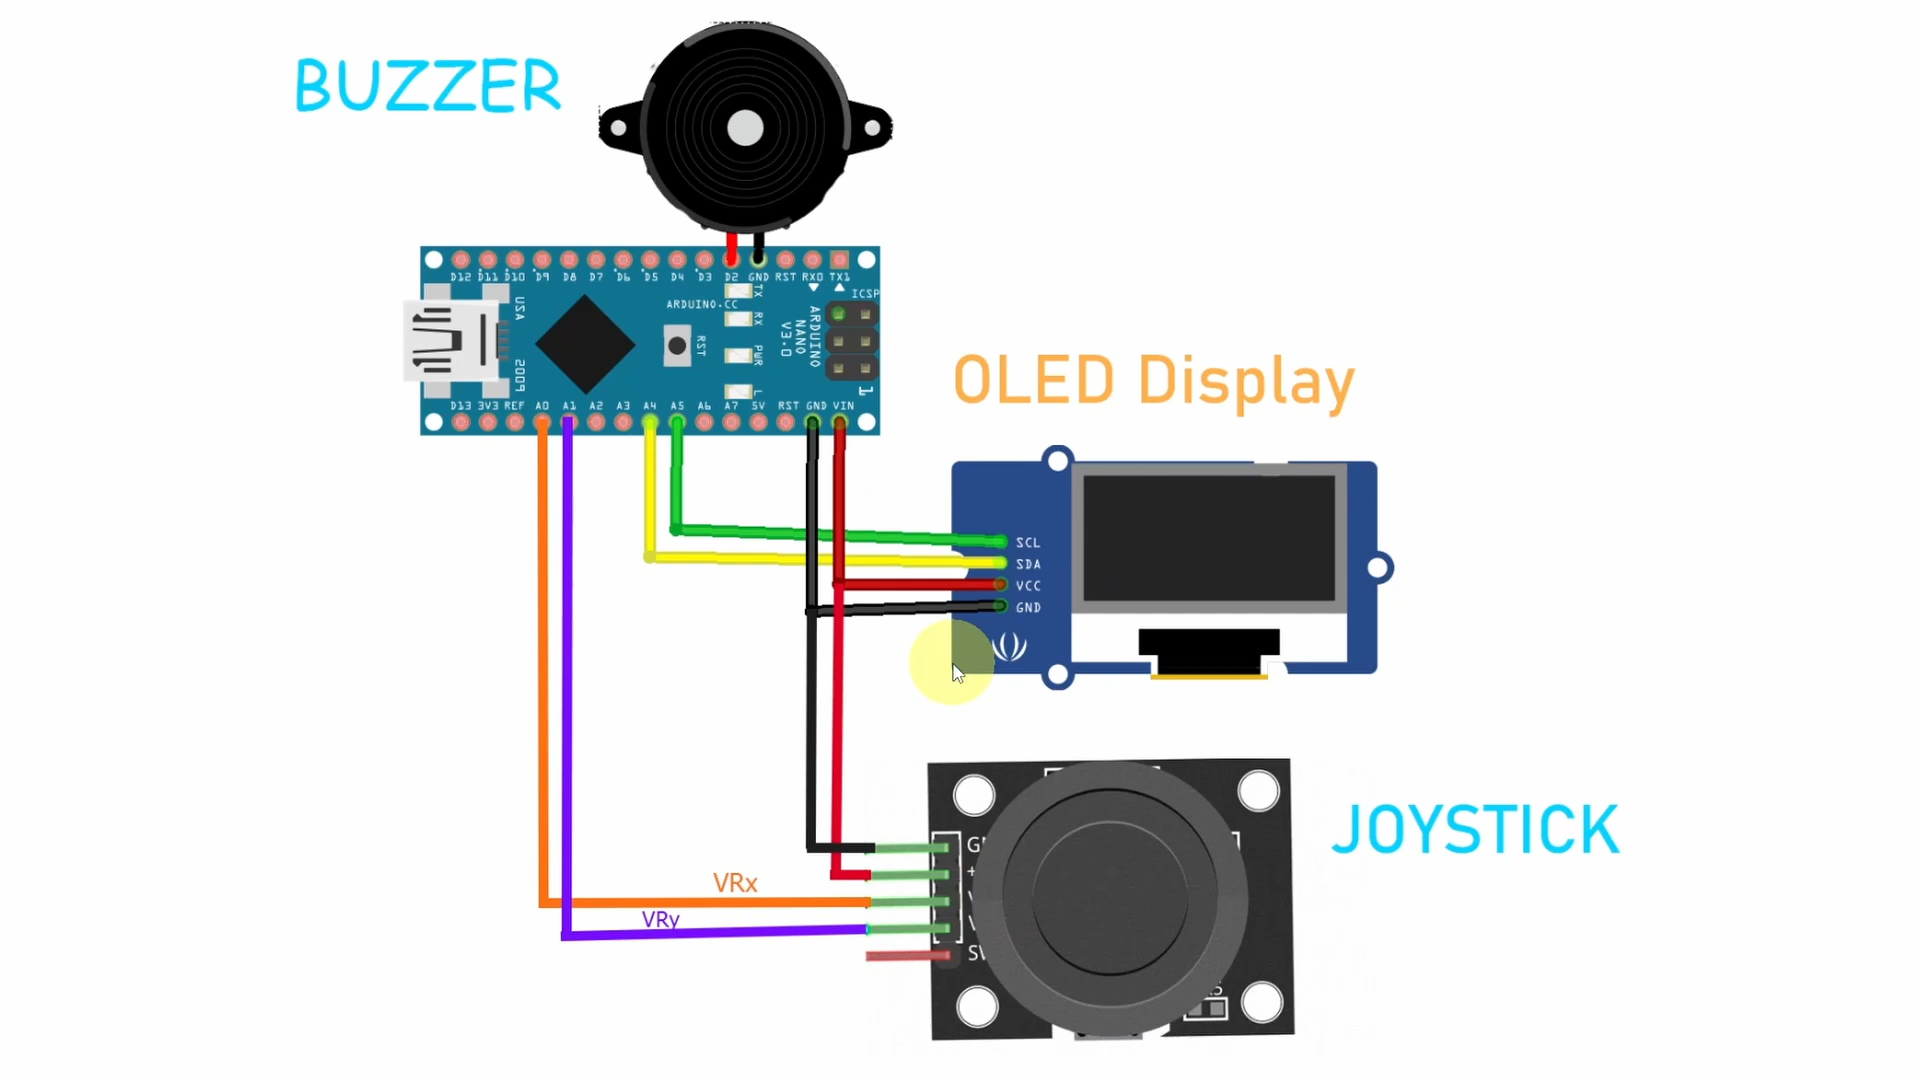 BUZZER
D12 D11 D10 D9 D8 D7 D6 D5 D4 D3 D2 GND RST RX0 TX1
ICSP
ARDUINO.CC
TX
RX
PWR
L
RST
ARDUINO
NANO
V3.0
USA
2009
1
D13 3V3 REF A0 A1 A2 A3 A4 A5 A6 A7 5V RST GND VIN
OLED Display
SCL
SDA
VCC
GND
JOYSTICK
VRx
VRy